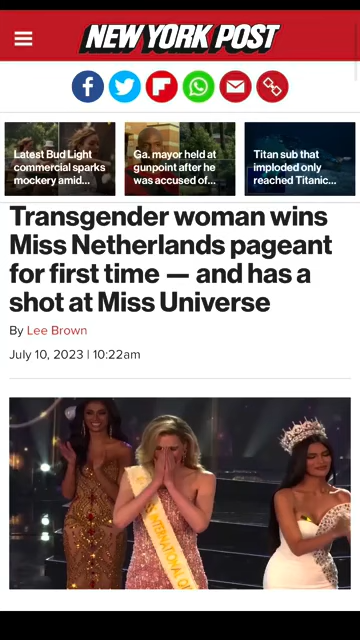 NEW YORK POST
Latest Bud Light
commercial sparks
mockery amid...
Ga. mayor held at
gunpoint after he
was accused of...
Titan sub that
imploded only
reached Titanic...
Transgender woman wins
Miss Netherlands pageant
for first time — and has a
shot at Miss Universe
By Lee Brown
July 10, 2023 | 10:22am
INTERNATIONAL